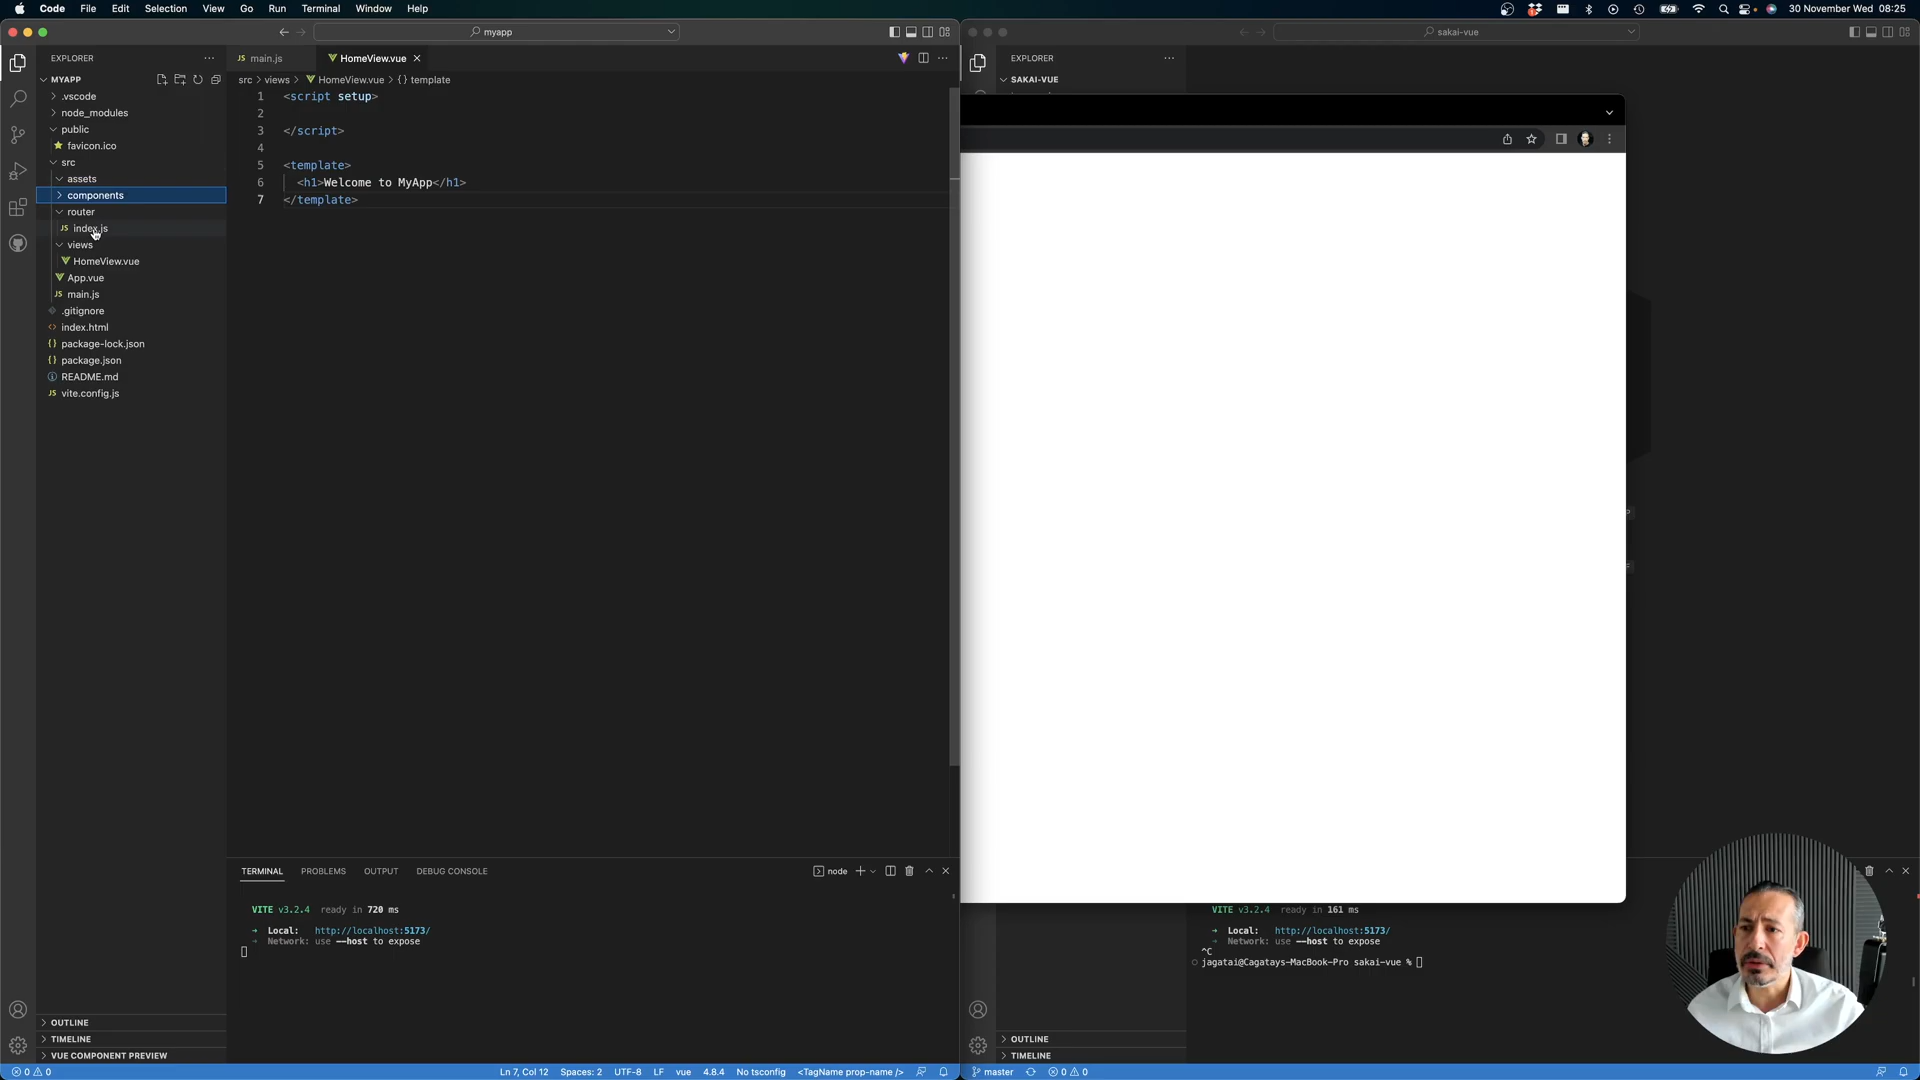 Code File Edit Selection View Go Run Terminal Window Help
30 November Wed 08:25
myapp
EXPLORER
MYAPP
.vscode
node_modules
public
favicon.ico
src
assets
components
router
JS index.js
views
HomeView.vue
App.vue
JS main.js
.gitignore
index.html
package-lock.json
package.json
README.md
JS vite.config.js
OUTLINE
TIMELINE
VUE COMPONENT PREVIEW
JS main.js HomeView.vue
src > views > HomeView.vue > {} template
1 <script setup>
2
3 </script>
4
5 <template>
6 <h1>Welcome to MyApp</h1>
7 </template>
TERMINAL PROBLEMS OUTPUT DEBUG CONSOLE
node
VITE v3.2.4 ready in 720 ms
→ Local: http://localhost:5173/
→ Network: use --host to expose
0 0
Ln 7, Col 12 Spaces: 2 UTF-8 LF vue 4.8.4 No tsconfig <TagName prop-name />
sakai-vue
EXPLORER
SAKAI-VUE
VITE v3.2.4 ready in 161 ms
→ Local: http://localhost:5173/
→ Network: use --host to expose
^C
jagatai@Cagatays-MacBook-Pro sakai-vue %
OUTLINE
TIMELINE
master 0 0